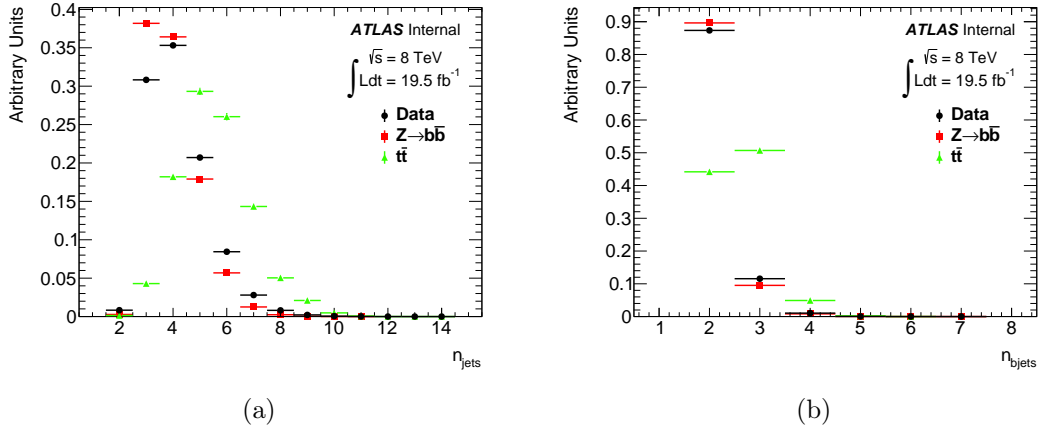 0.4
0.35
0.3
0.25
0.2
0.15
0.1
0.05
0
Arbitrary Units
ATLAS Internal
√s = 8 TeV
∫ Ldt = 19.5 fb⁻¹
Data
Z→bb̅
tt̅
2 4 6 8 10 12 14
n_jets
(a)
0.9
0.8
0.7
0.6
0.5
0.4
0.3
0.2
0.1
0
Arbitrary Units
ATLAS Internal
√s = 8 TeV
∫ Ldt = 19.5 fb⁻¹
Data
Z→bb̅
tt̅
1 2 3 4 5 6 7 8
n_bjets
(b)